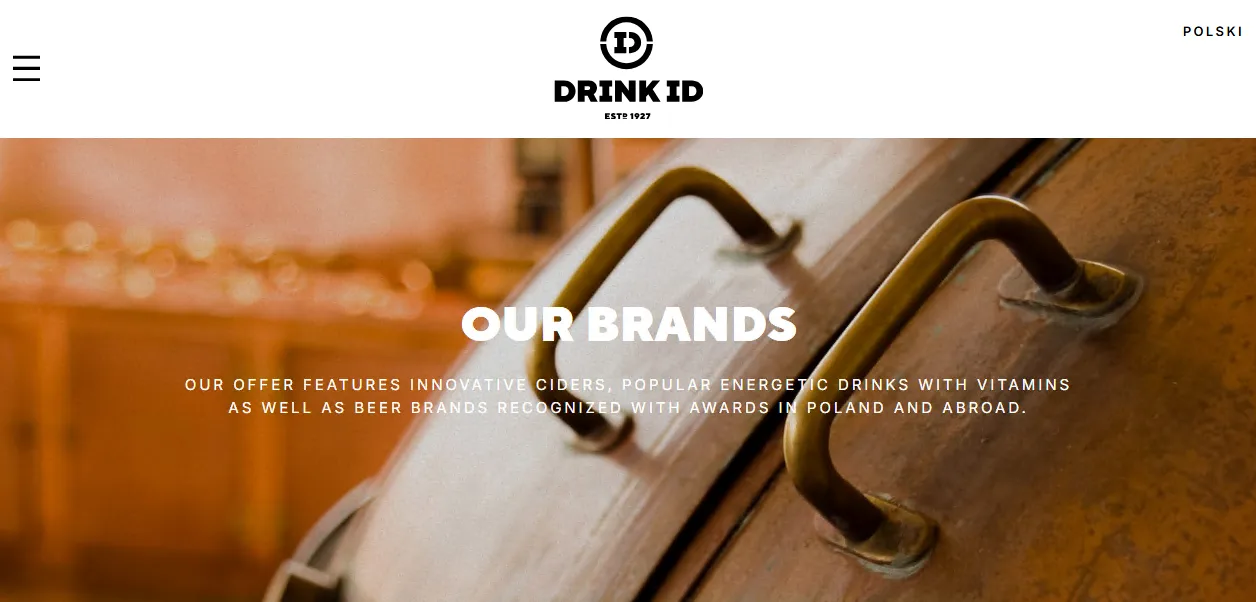 POLSKI
ID
DRINK ID
ESTD 1927
OUR BRANDS
OUR OFFER FEATURES INNOVATIVE CIDERS, POPULAR ENERGETIC DRINKS WITH VITAMINS
AS WELL AS BEER BRANDS RECOGNIZED WITH AWARDS IN POLAND AND ABROAD.